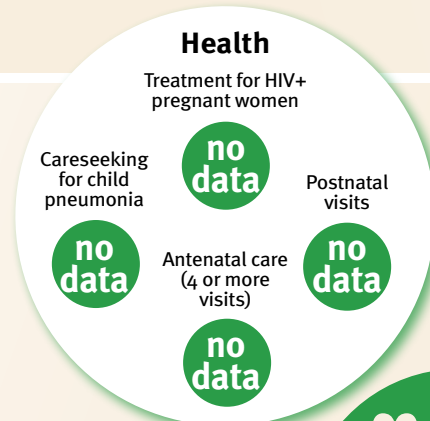 Health
Treatment for HIV+
pregnant women
no
data
Careseeking
for child
pneumonia
no
data
Postnatal
visits
no
data
Antenatal care
(4 or more
visits)
no
data